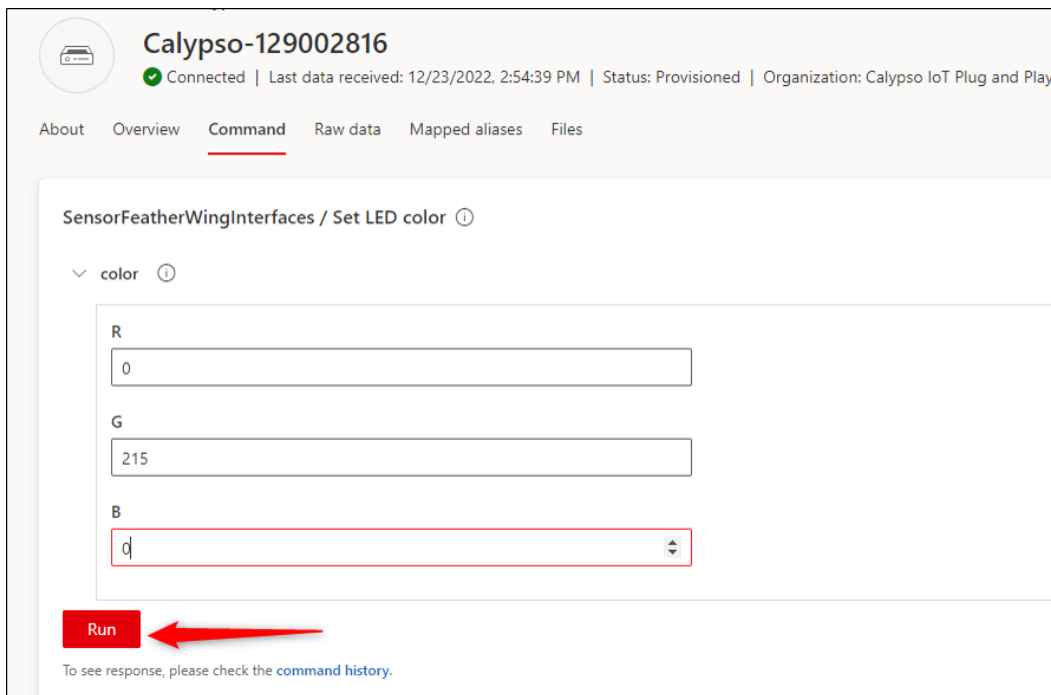 Calypso-129002816
Connected | Last data received: 12/23/2022, 2:54:39 PM | Status: Provisioned | Organization: Calypso IoT Plug and Play
About Overview Command Raw data Mapped aliases Files
SensorFeatherWingInterfaces / Set LED color
color
R
0
G
215
B
0
Run
To see response, please check the command history.